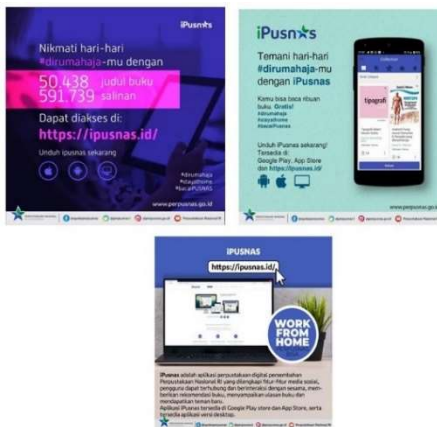 iPusnas
Nikmati hari-hari
#dirumahaja-mu dengan
50.438 judul buku
591.739 salinan
Dapat diakses di:
https://ipusnas.id/
Unduh ipusnas sekarang
#dirumahaja
#stayathome
#bacaiPUSNAS
www.perpusnas.go.id
iPusnas
Temani hari-hari
#dirumahaja-mu
dengan iPusnas
Kamu bisa baca ribuan
buku Gratis!
#dirumahaja
#stayathome
Unduh iPusnas sekarang!
Tersedia di
Google Play, App Store
dan https://ipusnas.id/
tipografi
www.perpusnas.go.id
IPUSNAS
https://ipusnas.id/
WORK
FROM
HOME
iPusnas adalah aplikasi perpustakaan digital persembahan
Perpustakaan Nasional RI yang dilengkapi fitur-fitur media sosial,
pengguna dapat terhubung dan berinteraksi dengan sesama, mem-
berikan rekomendasi buku, menyampaikan ulasan buku dan
mendapatkan teman baru.
Aplikasi iPusnas tersedia di Google Play store dan App Store, serta
tersedia aplikasi versi desktop.